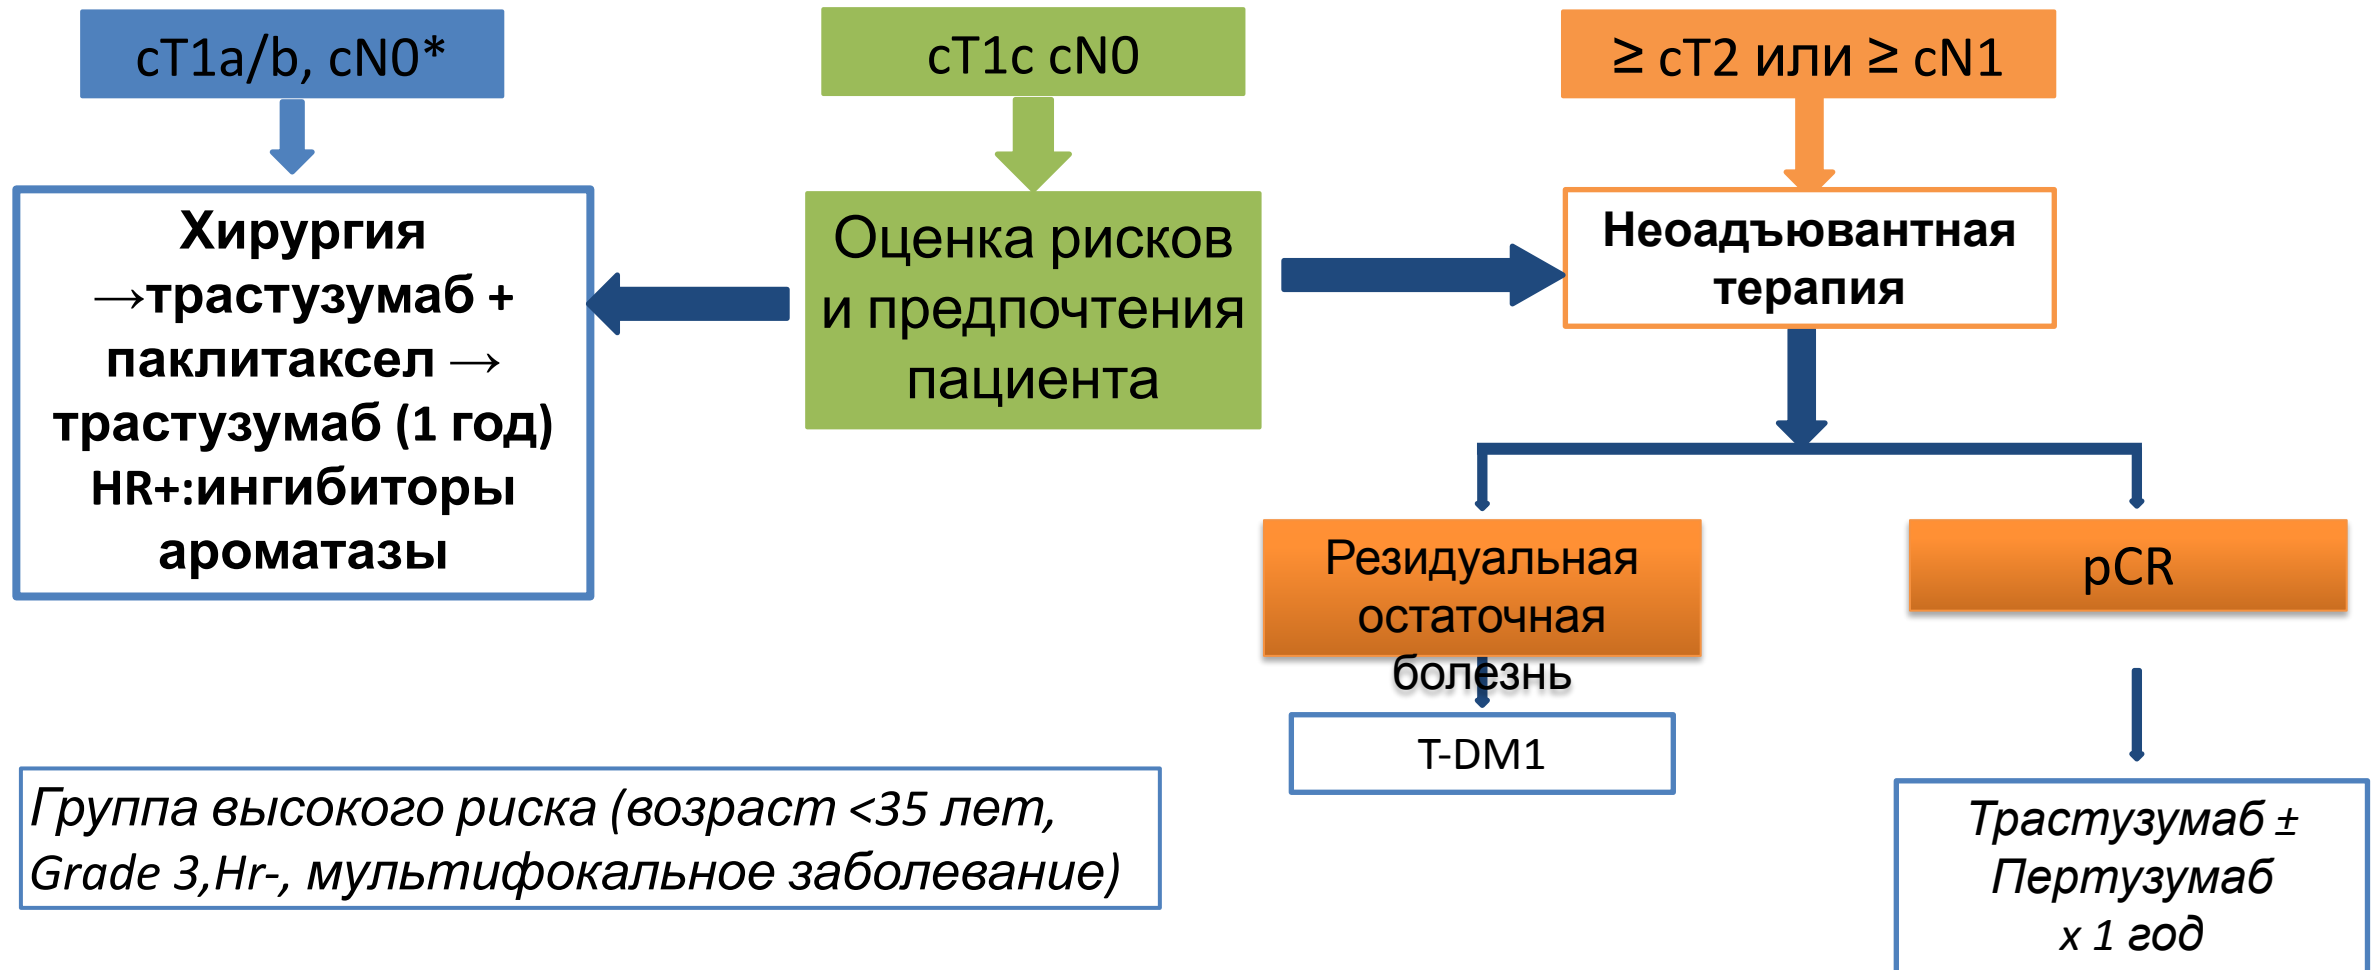 cT1a/b, cN0*
cT1c cN0
≥ cT2 или ≥ cN1
Хирургия
→трастузумаб +
паклитаксел →
трастузумаб (1 год)
HR+:ингибиторы
ароматазы
Оценка рисков
и предпочтения
пациента
Неоадъювантная
терапия
Резидуальная
остаточная
болезнь
pCR
T-DM1
Группа высокого риска (возраст <35 лет,
Grade 3,Hr-, мультифокальное заболевание)
Трастузумаб ±
Пертузумаб
x 1 год